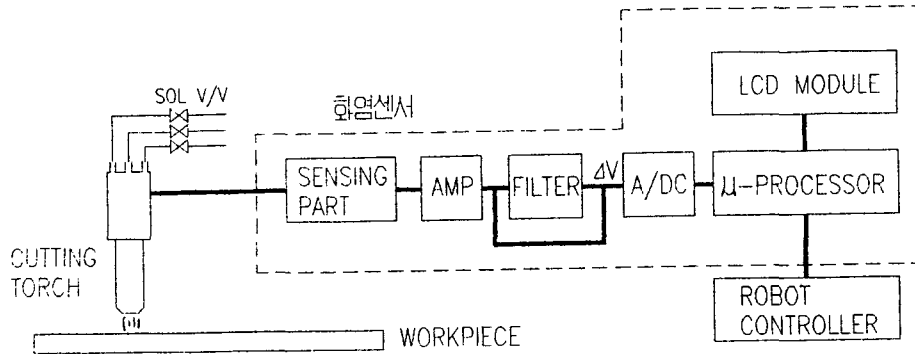 SOL V/V
화염센서
LCD MODULE
SENSING
PART
AMP
FILTER
ΔV
A/DC
μ-PROCESSOR
CUTTING
TORCH
WORKPIECE
ROBOT
CONTROLLER